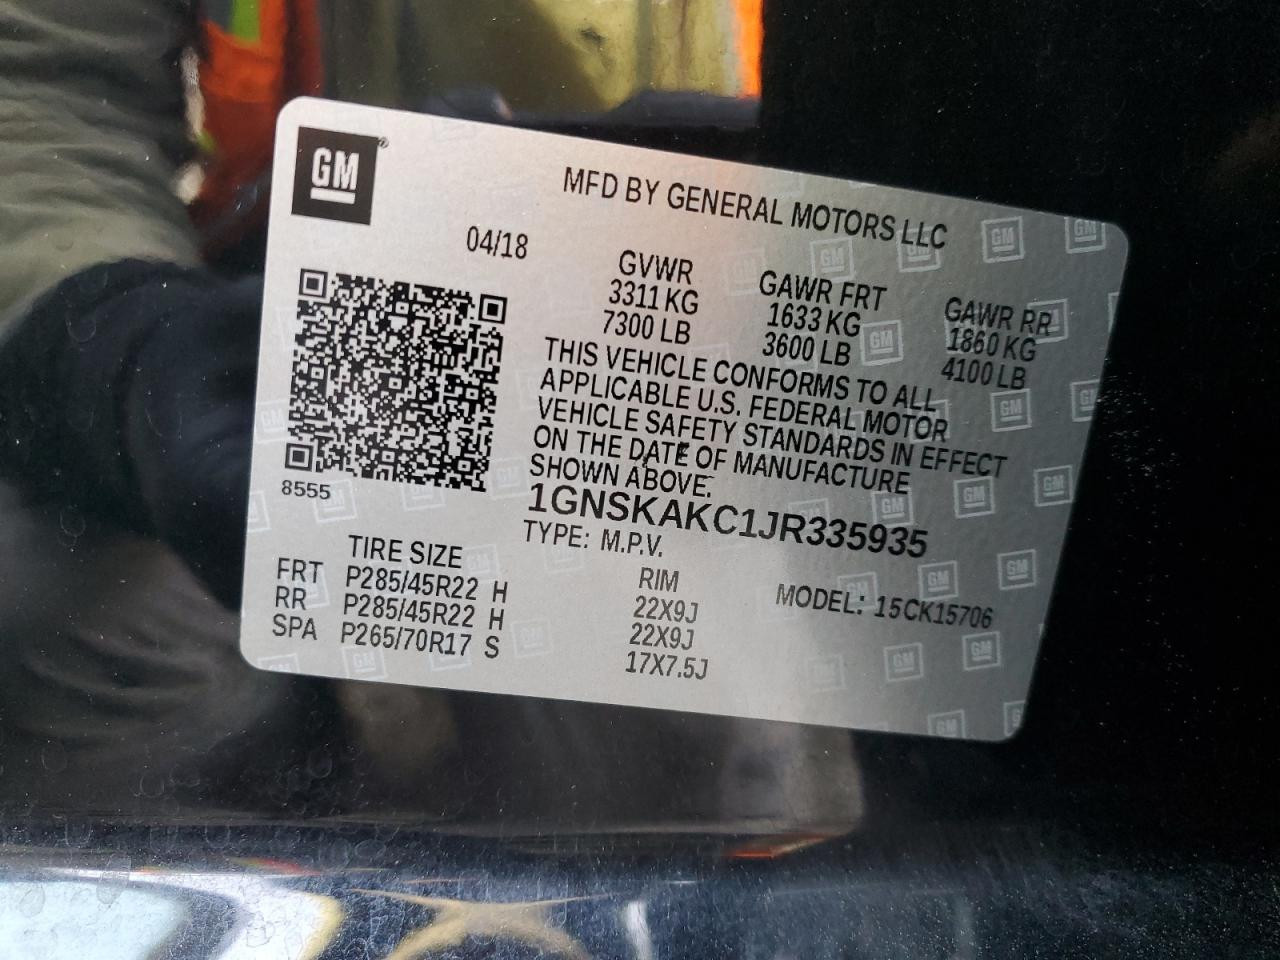 GM
MFD BY GENERAL MOTORS LLC
04/18
GVWR GAWR FRT GAWR RR
3311 KG 1633 KG 1860 KG
7300 LB 3600 LB 4100 LB
THIS VEHICLE CONFORMS TO ALL
APPLICABLE U.S. FEDERAL MOTOR
VEHICLE SAFETY STANDARDS IN EFFECT
ON THE DATE OF MANUFACTURE
SHOWN ABOVE.
8555
1GNSKAKC1JR335935
TYPE: M.P.V. MODEL: 15CK15706
TIRE SIZE RIM
FRT P285/45R22 H 22X9J
RR P285/45R22 H 22X9J
SPA P265/70R17 S 17X7.5J